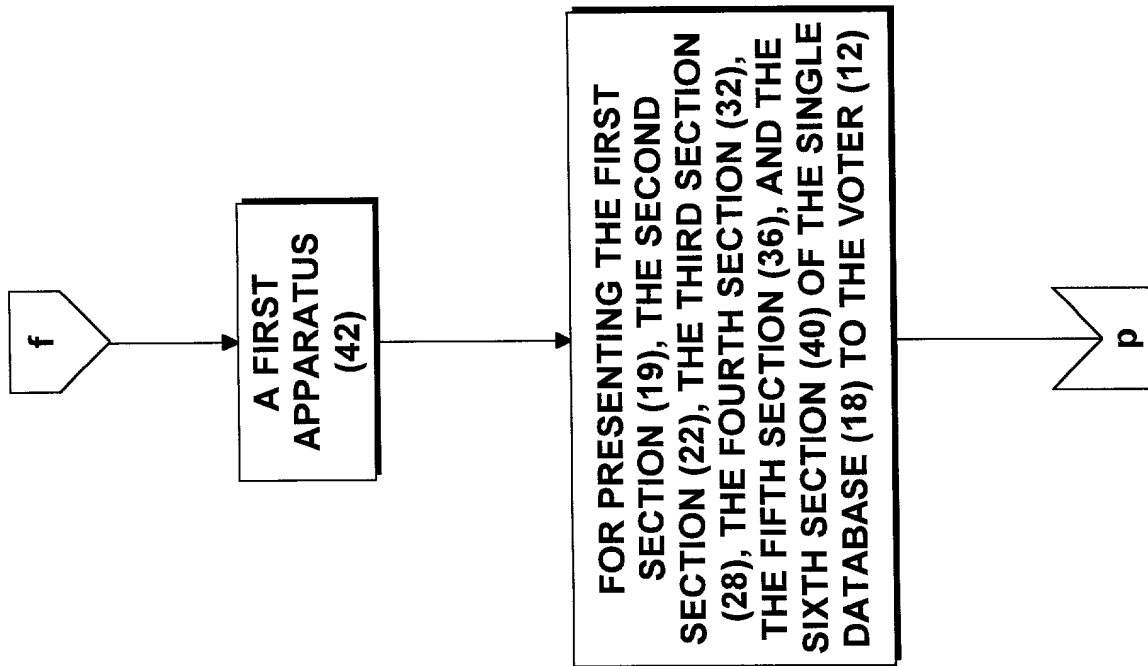 f
A FIRST
APPARATUS
(42)
FOR PRESENTING THE FIRST
SECTION (19), THE SECOND
SECTION (22), THE THIRD SECTION
(28), THE FOURTH SECTION (32),
THE FIFTH SECTION (36), AND THE
SIXTH SECTION (40) OF THE SINGLE
DATABASE (18) TO THE VOTER (12)
p